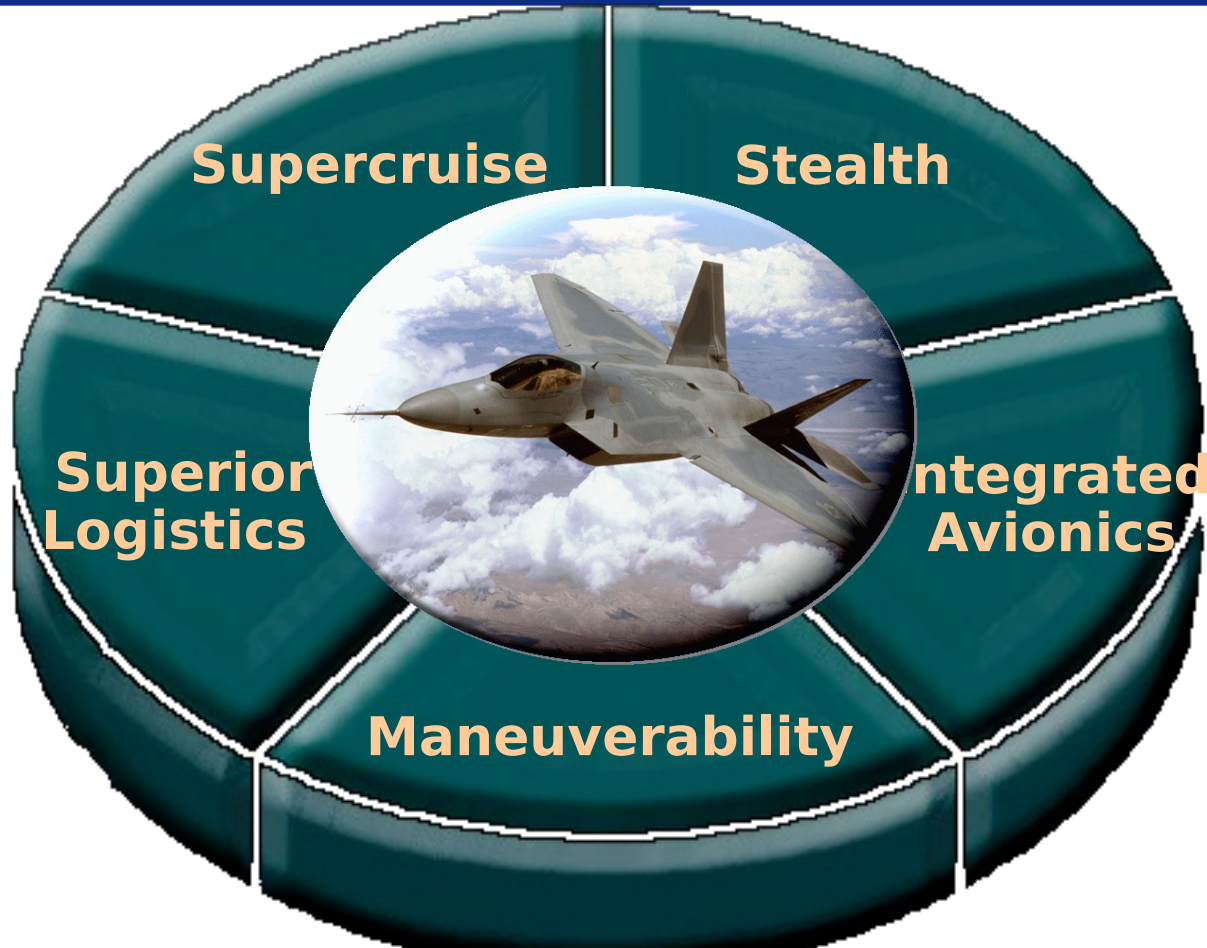 Supercruise
Stealth
Superior
Logistics
ntegrated
Avionics
Maneuverability